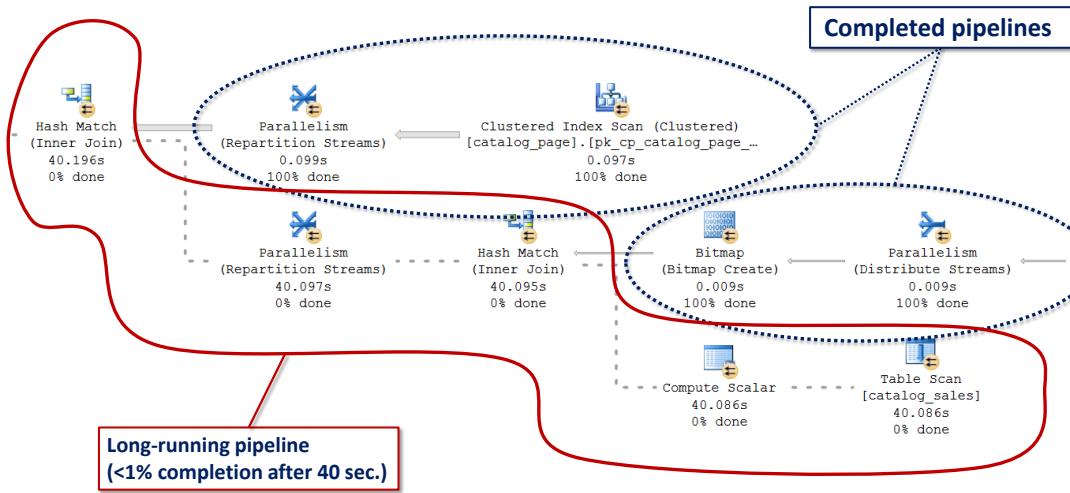 Completed pipelines
Hash Match
(Inner Join)
40.196s
0% done
Parallelism
(Repartition Streams)
0.099s
100% done
Clustered Index Scan (Clustered)
[catalog_page].[pk_cp_catalog_page_…
0.097s
100% done
Parallelism
(Repartition Streams)
40.097s
0% done
Hash Match
(Inner Join)
40.095s
0% done
Bitmap
(Bitmap Create)
0.009s
100% done
Parallelism
(Distribute Streams)
0.009s
100% done
Compute Scalar
40.086s
0% done
Table Scan
[catalog_sales]
40.086s
0% done
Long-running pipeline
(<1% completion after 40 sec.)